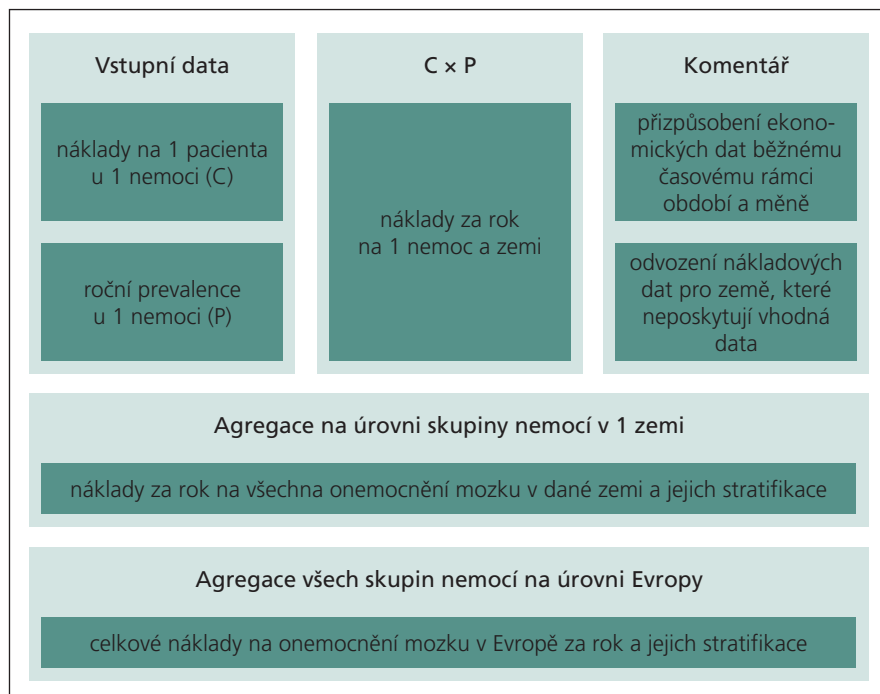 Vstupní data
náklady na 1 pacienta
u 1 nemoci (C)
roční prevalence
u 1 nemoci (P)
C × P
náklady za rok
na 1 nemoc a zemi
Komentář
přizpůsobení ekono-
mických dat běžnému
časovému rámci
období a měně
odvození nákladových
dat pro země, které
neposkytují vhodná
data
Agregace na úrovni skupiny nemocí v 1 zemi
náklady za rok na všechna onemocnění mozku v dané zemi a jejich stratifikace
Agregace všech skupin nemocí na úrovni Evropy
celkové náklady na onemocnění mozku v Evropě za rok a jejich stratifikace